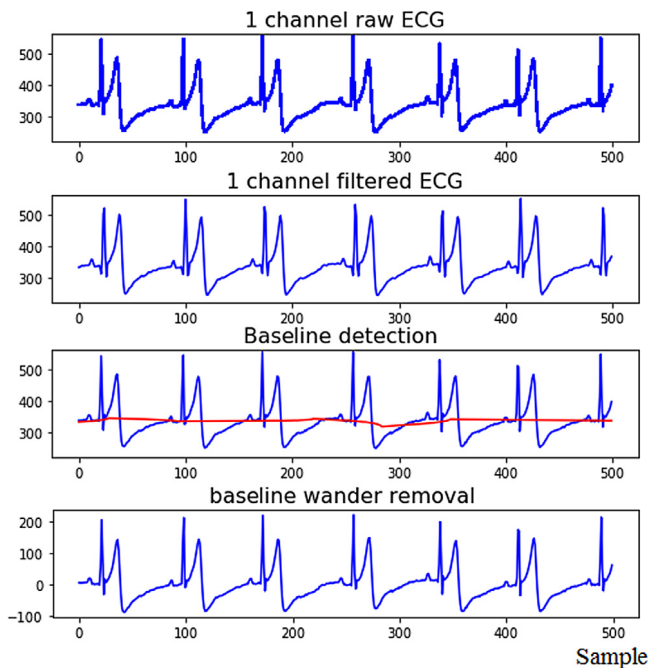 1 channel raw ECG
500
400
300
0 100 200 300 400 500
1 channel filtered ECG
500
400
300
0 100 200 300 400 500
Baseline detection
500
400
300
0 100 200 300 400 500
baseline wander removal
200
100
0
−100
0 100 200 300 400 500
Sample